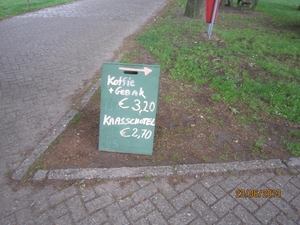 Koffie
+ GEBAK
€ 3,20
KAASSCHOTEL
€ 2,70